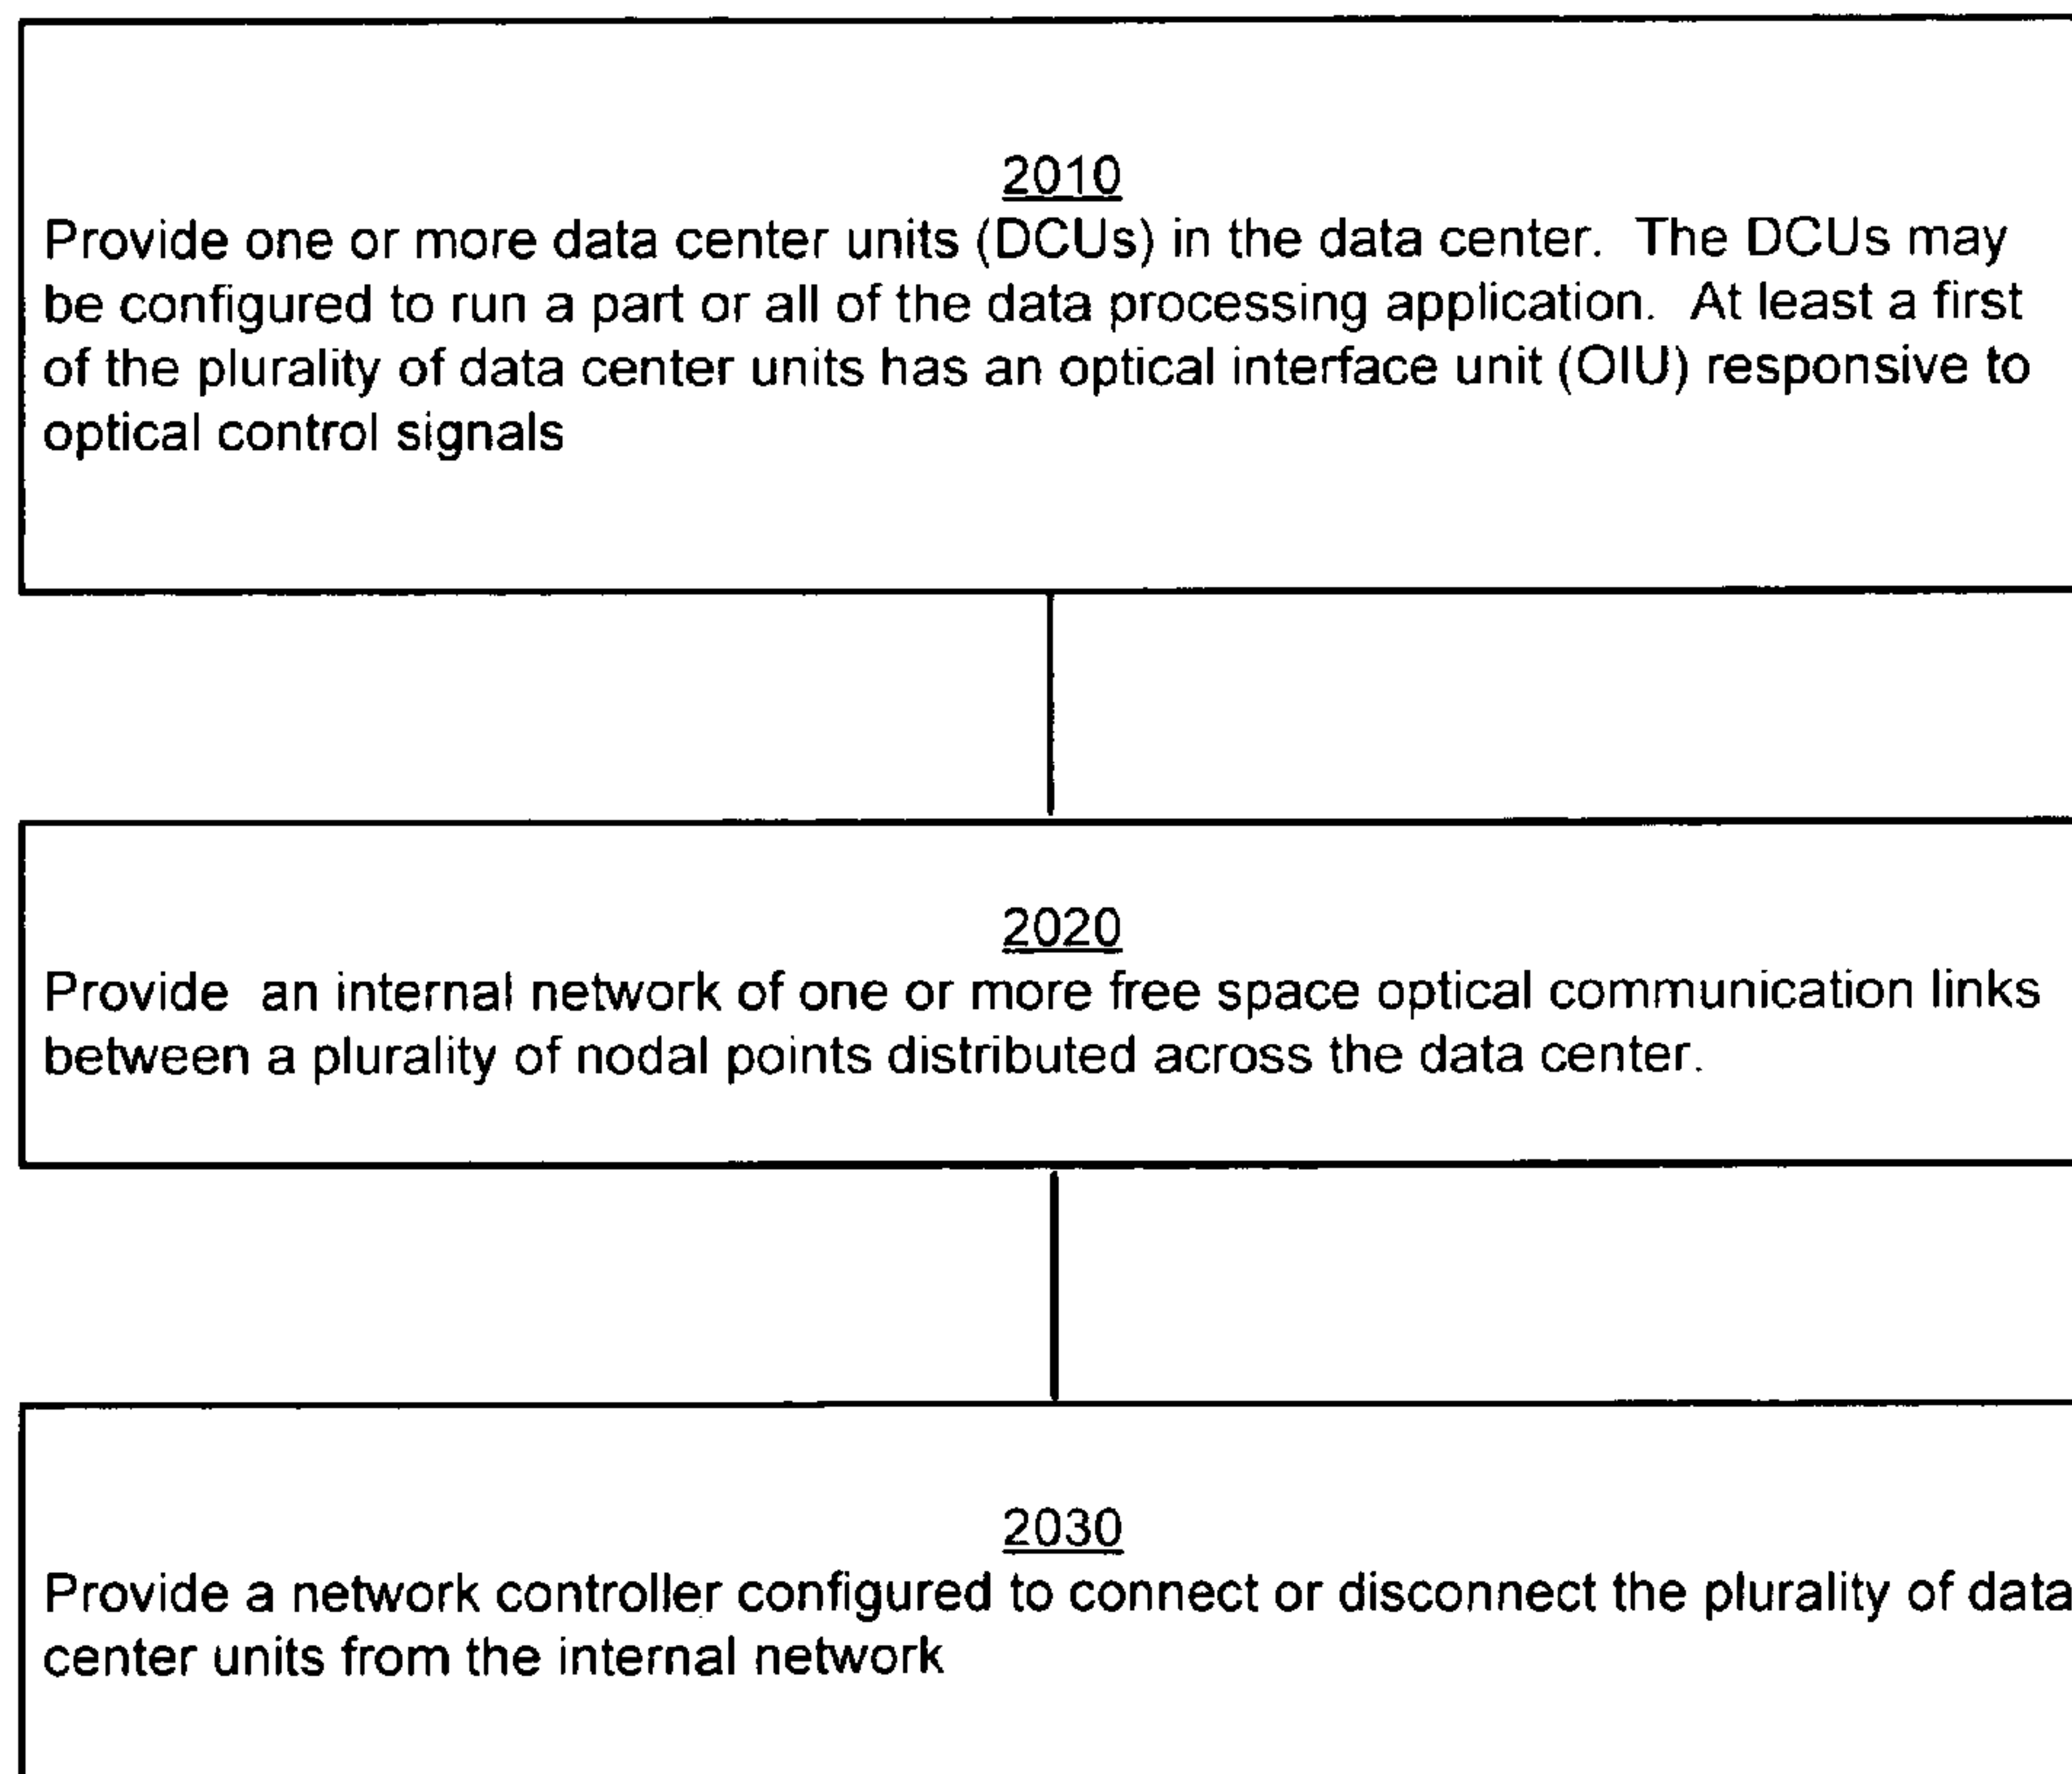 2010
Provide one or more data center units (DCUs) in the data center.  The DCUs may
be configured to run a part or all of the data processing application.  At least a first
of the plurality of data center units has an optical interface unit (OIU) responsive to
optical control signals
2020
Provide  an internal network of one or more free space optical communication links
between a plurality of nodal points distributed across the data center.
2030
Provide a network controller configured to connect or disconnect the plurality of data
center units from the internal network